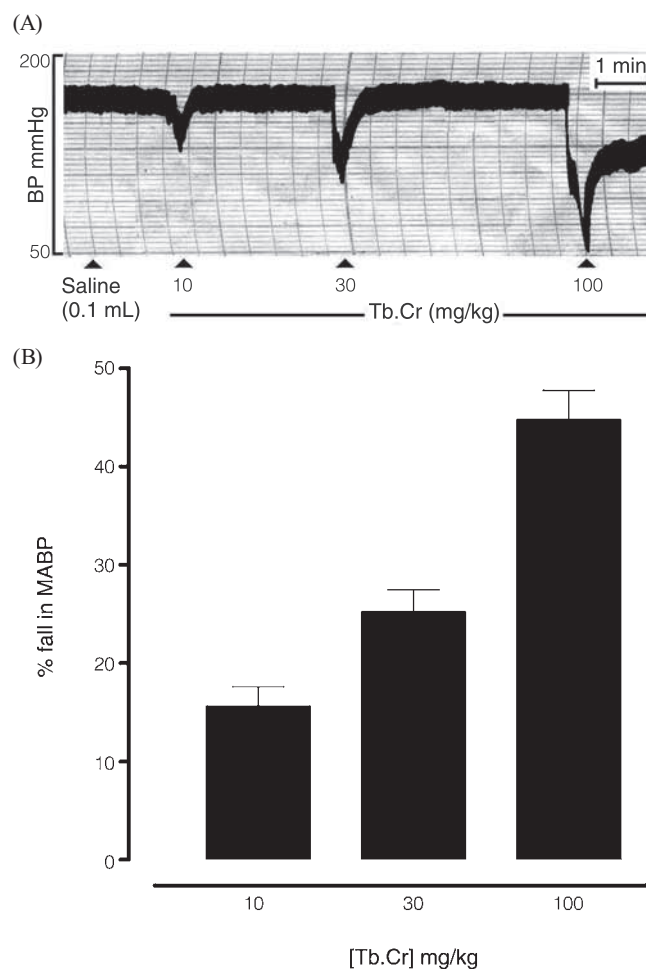 (A)
200
1 min
BP mmHg
50
Saline
(0.1 mL)
10
30
100
Tb.Cr (mg/kg)
(B)
50
40
30
20
10
0
% fall in MABP
10
30
100
[Tb.Cr] mg/kg